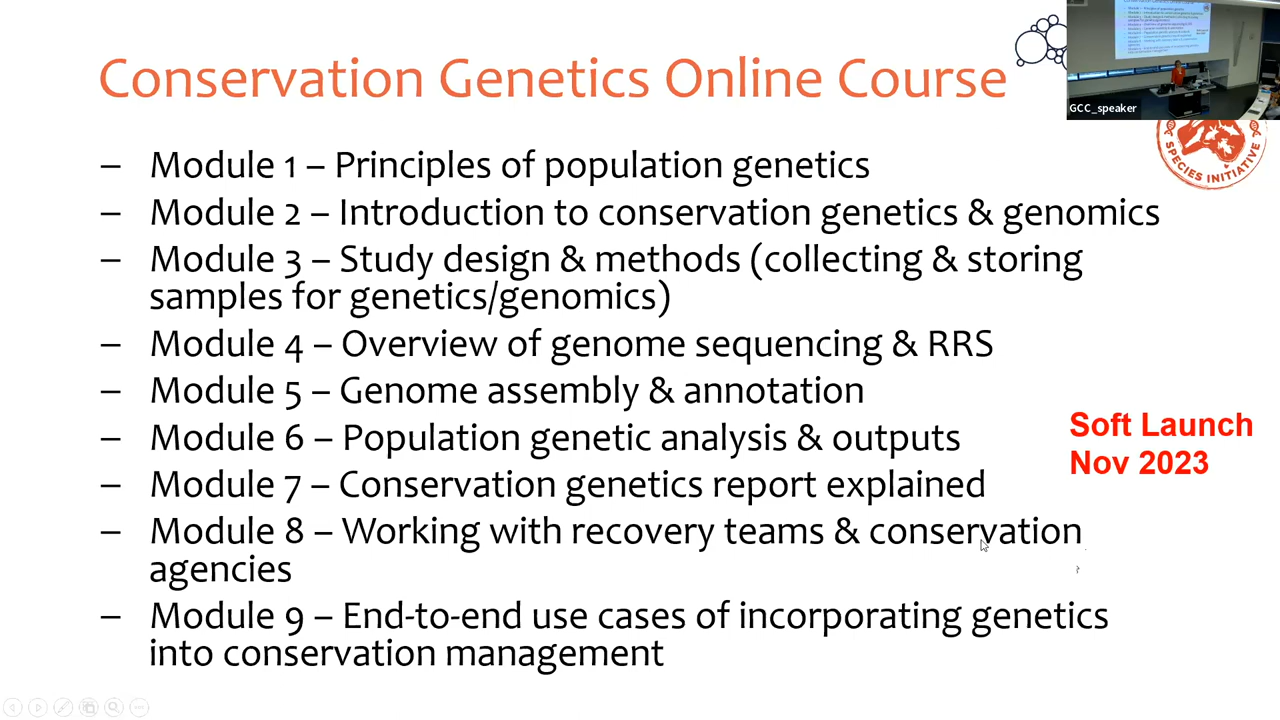 Conservation Genetics Online Course
GCC_speaker
SPECIES INITIATIVE
– Module 1 – Principles of population genetics
– Module 2 – Introduction to conservation genetics & genomics
– Module 3 – Study design & methods (collecting & storing
samples for genetics/genomics)
– Module 4 – Overview of genome sequencing & RRS
– Module 5 – Genome assembly & annotation
– Module 6 – Population genetic analysis & outputs
– Module 7 – Conservation genetics report explained
– Module 8 – Working with recovery teams & conservation
agencies
– Module 9 – End-to-end use cases of incorporating genetics
into conservation management
Soft Launch
Nov 2023